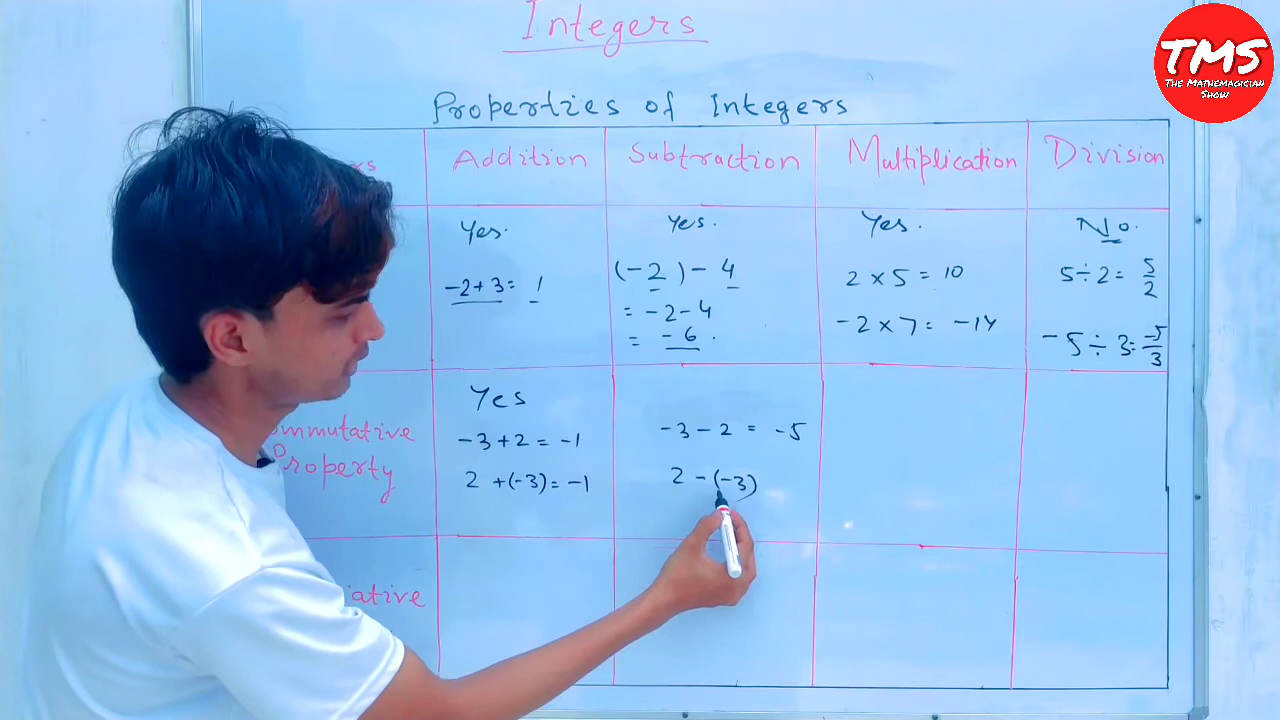 Integers
TMS
The Mathemagician
Show
Properties of Integers
Addition Subtraction Multiplication Division
Yes. Yes. Yes. No.
-2+3= 1 (-2)-4 2 × 5 = 10 5÷2= 5/2
= -2-4 -2 × 7 = -14 -5÷3=-5/3
= -6.
Yes
-3+2 = -1 -3-2 = -5
Property 2 +(-3)=-1 2 -(-3)